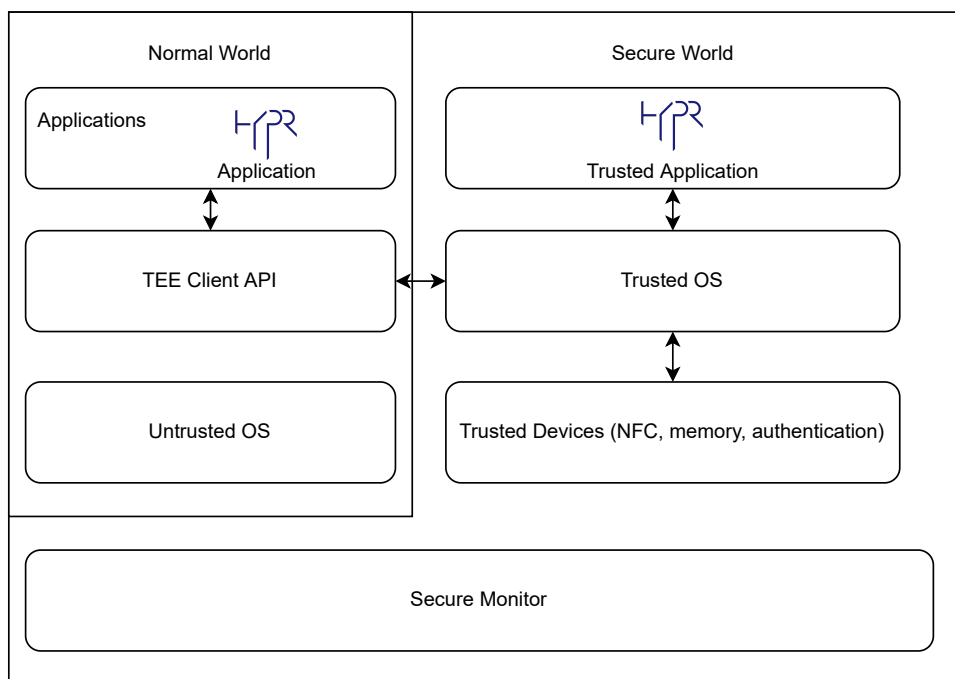 Normal World
Secure World
Applications
HYPR
Application
HYPR
Trusted Application
TEE Client API
Trusted OS
Untrusted OS
Trusted Devices (NFC, memory, authentication)
Secure Monitor